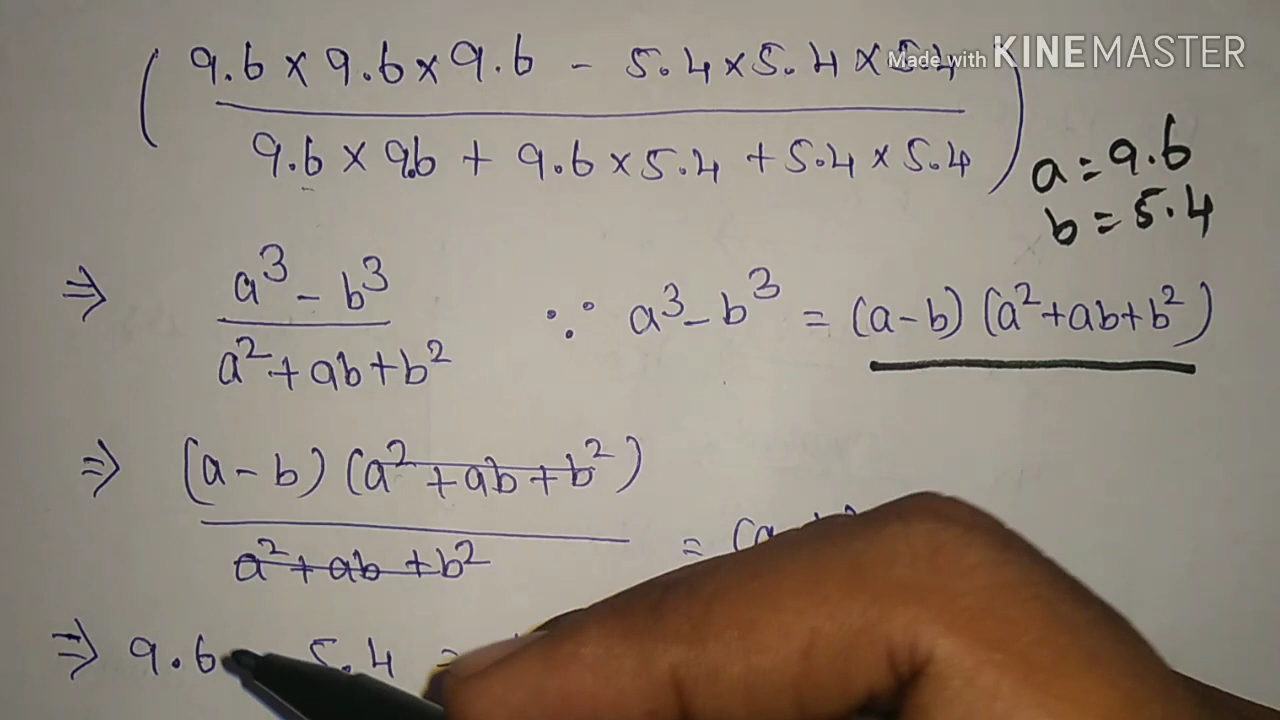 ( 9.6 × 9.6 × 9.6 - 5.4 × 5.4 × 5.4 )
9.6 × 9.6 + 9.6 × 5.4 + 5.4 × 5.4
Made with KINEMASTER
a = 9.6
b = 5.4
⇒ a³ - b³
a² + ab + b²
∵ a³ - b³ = (a - b) (a² + ab + b²)
⇒ (a - b) (a² + ab + b²)
a² + ab + b²
= (a
⇒ 9.6 5.4 =